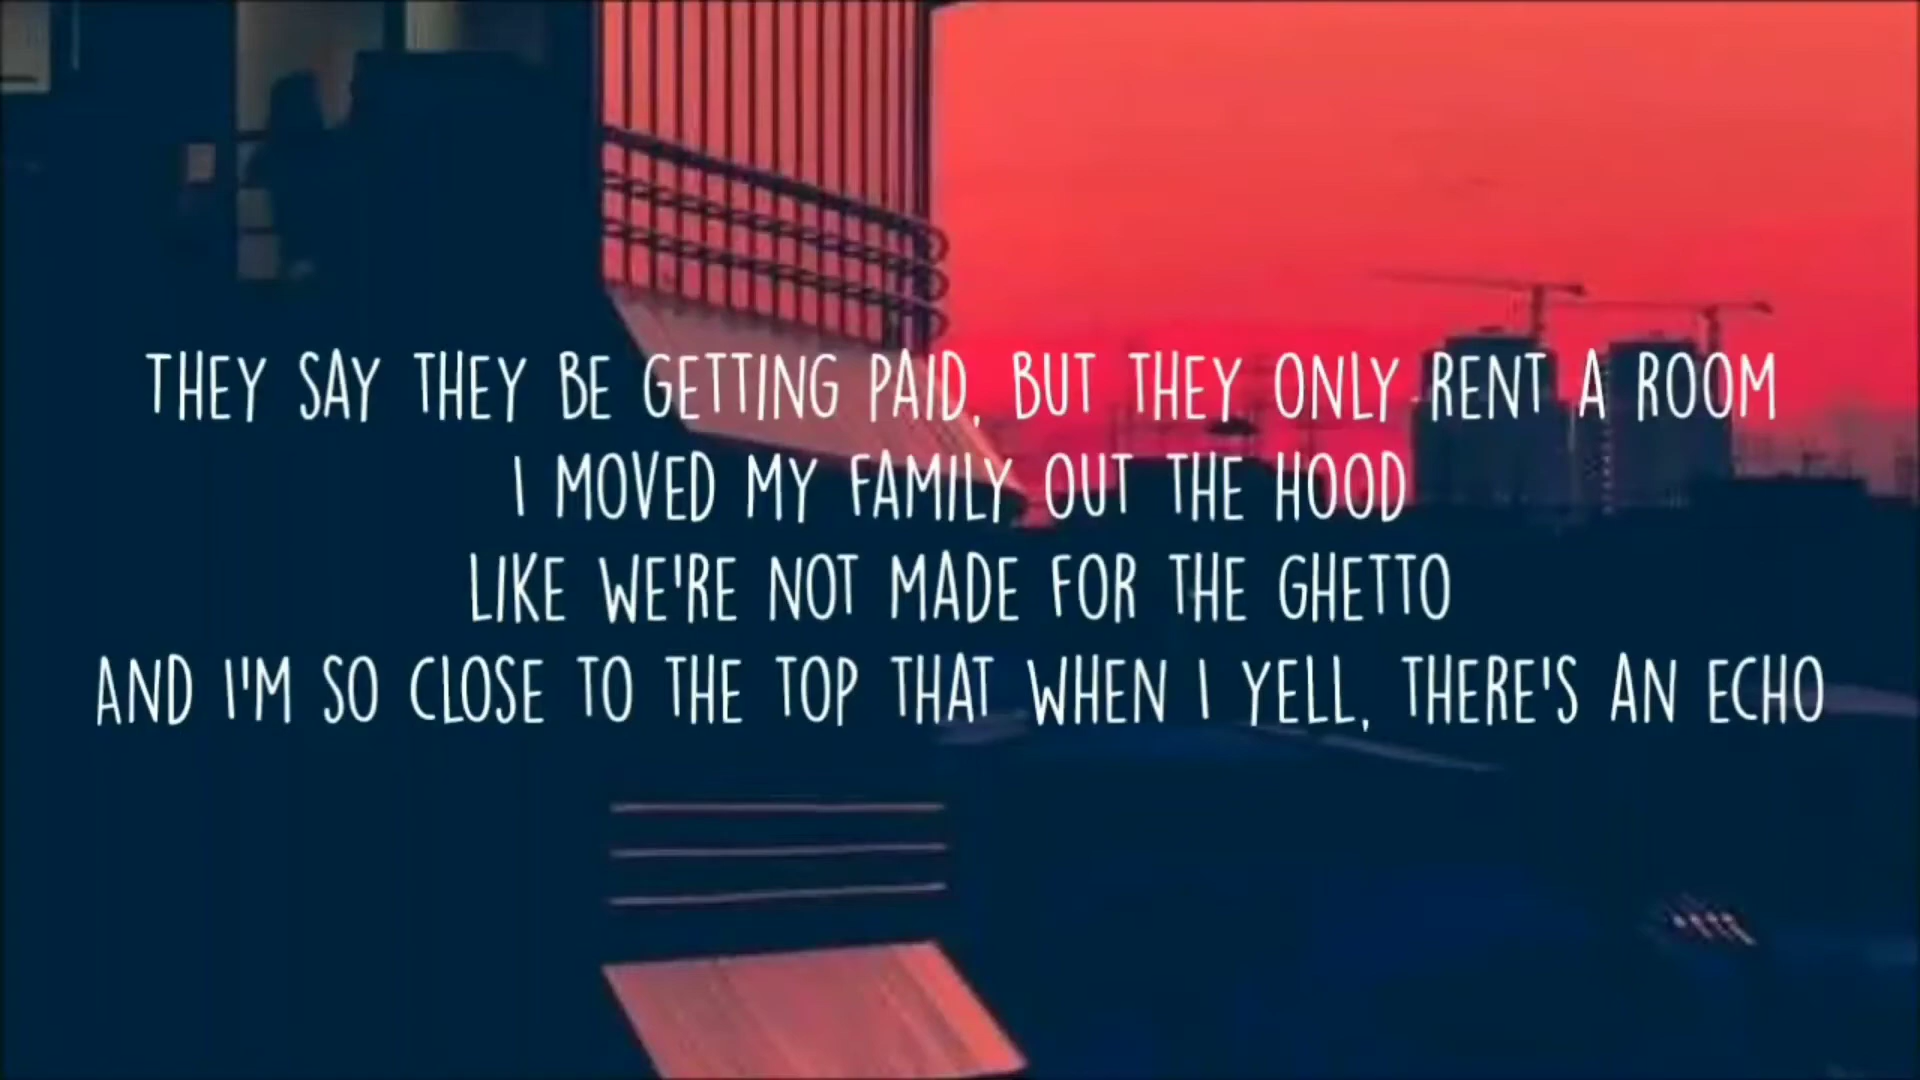 THEY SAY THEY BE GETTING PAID, BUT THEY ONLY RENT A ROOM
I MOVED MY FAMILY OUT THE HOOD
LIKE WE'RE NOT MADE FOR THE GHETTO
AND I'M SO CLOSE TO THE TOP THAT WHEN I YELL, THERE'S AN ECHO